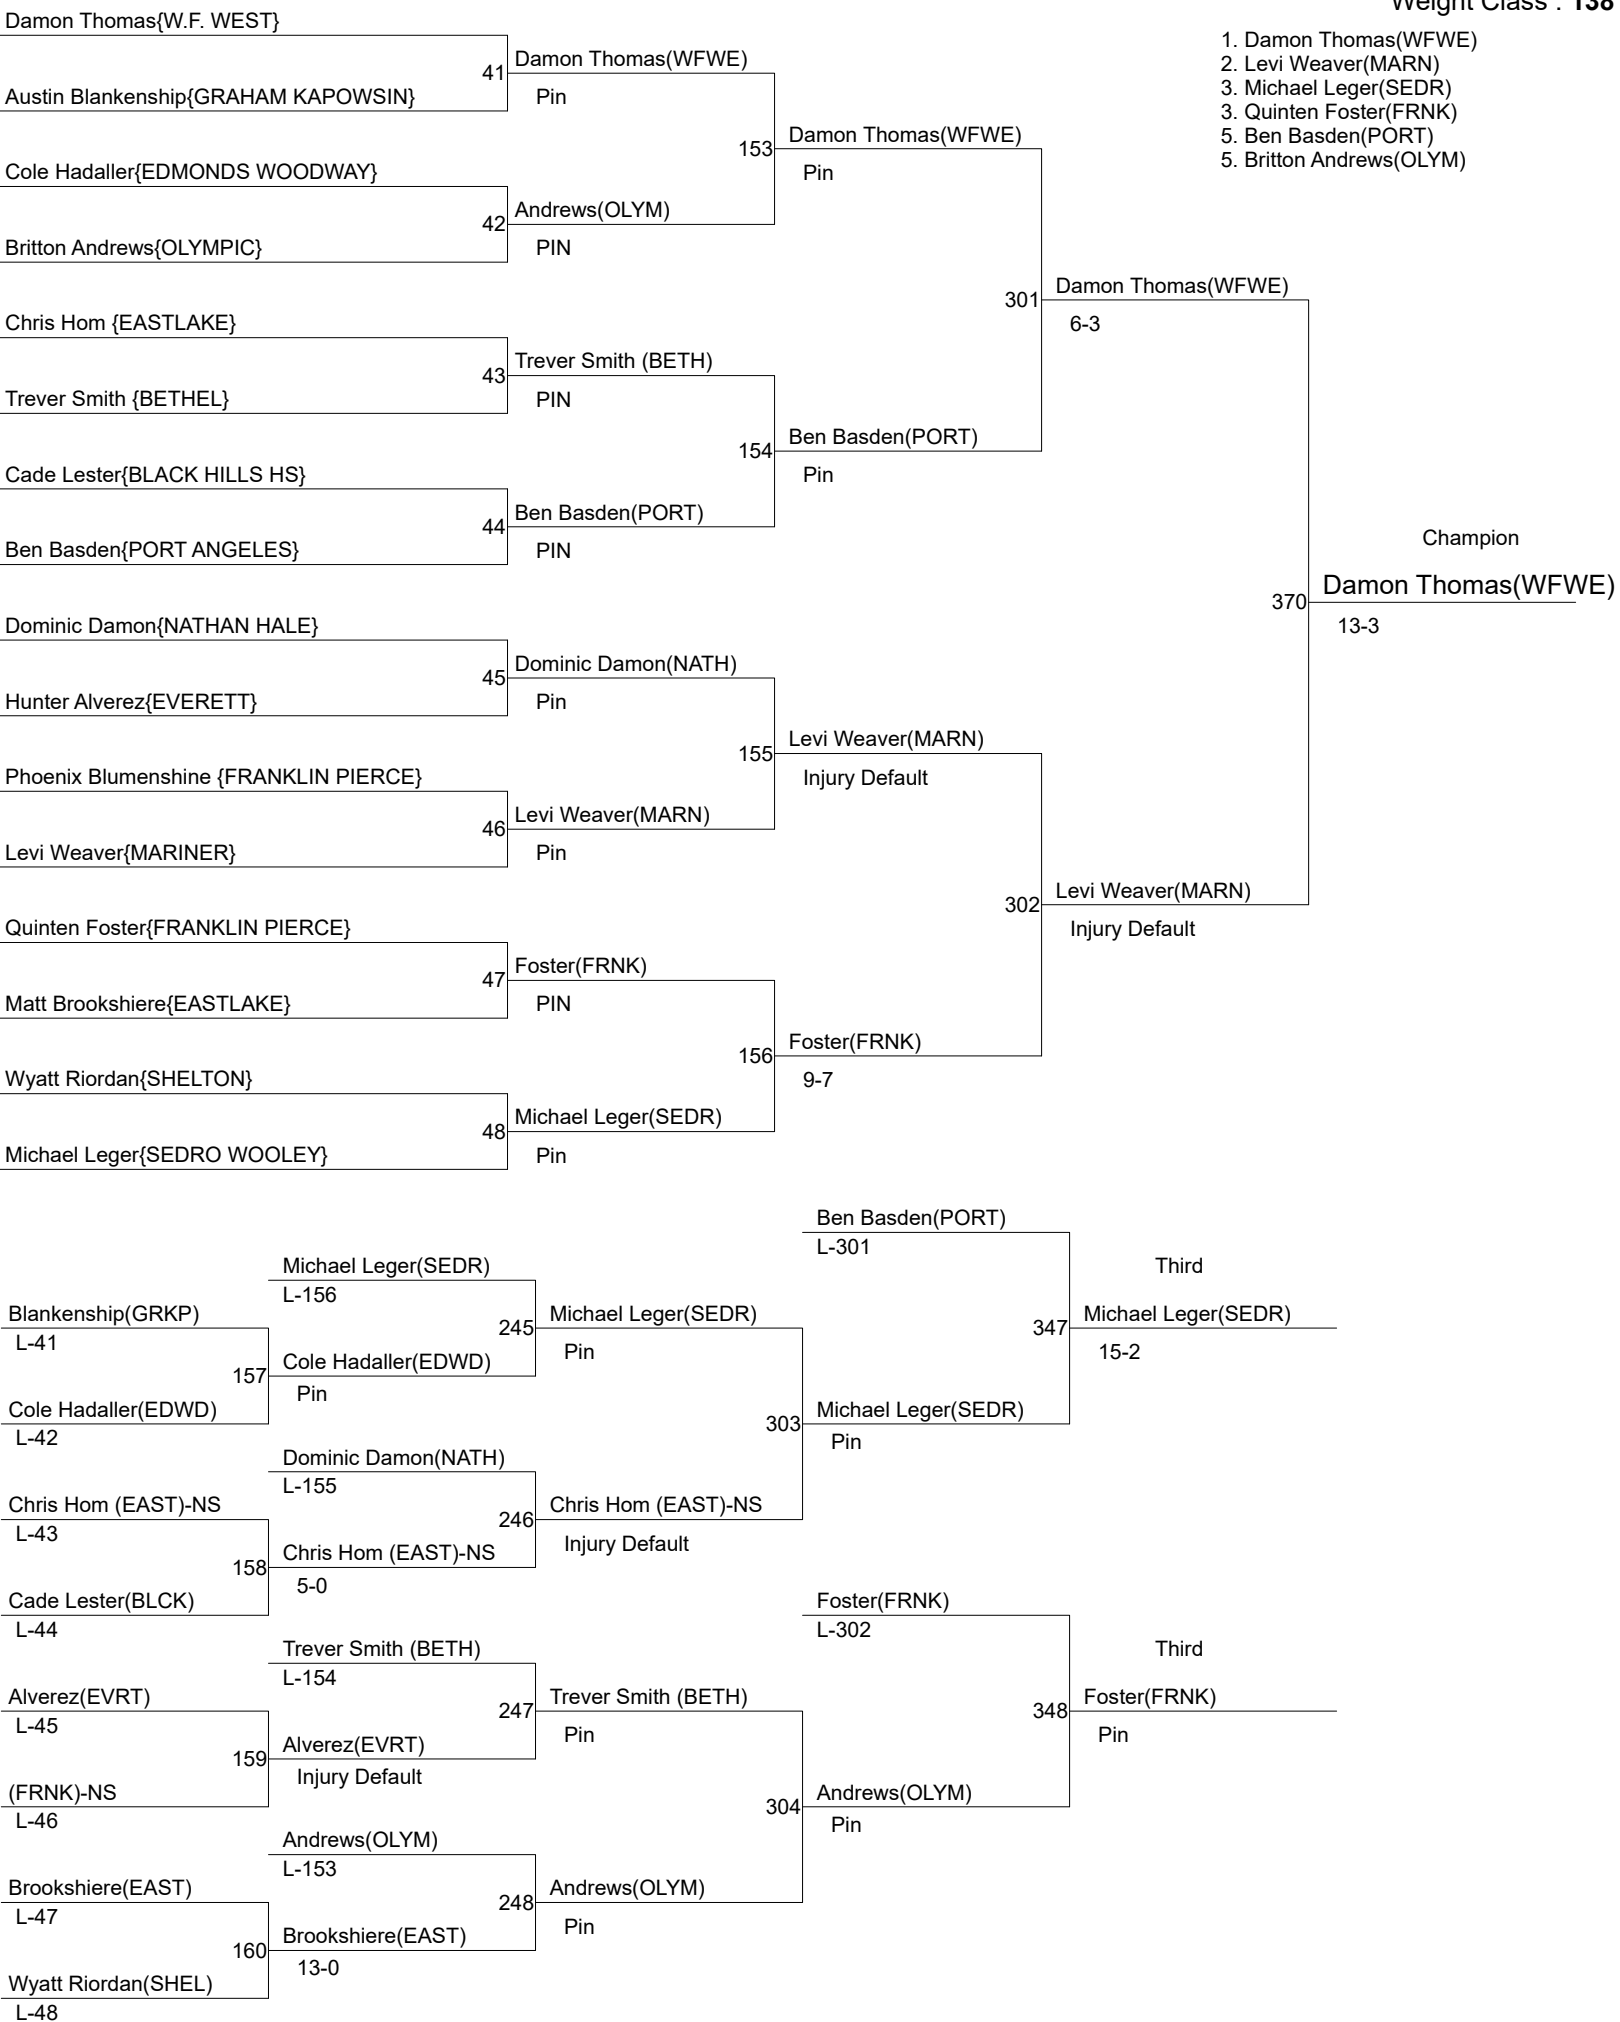 Weight Class : 138
1. Damon Thomas(WFWE)
2. Levi Weaver(MARN)
3. Michael Leger(SEDR)
3. Quinten Foster(FRNK)
5. Ben Basden(PORT)
5. Britton Andrews(OLYM)
Damon Thomas{W.F. WEST}
41 Damon Thomas(WFWE)
Austin Blankenship{GRAHAM KAPOWSIN} Pin
153 Damon Thomas(WFWE)
Cole Hadaller{EDMONDS WOODWAY} Pin
42 Andrews(OLYM)
Britton Andrews{OLYMPIC} PIN
301 Damon Thomas(WFWE)
Chris Hom {EASTLAKE} 6-3
43 Trever Smith (BETH)
Trever Smith {BETHEL} PIN
154 Ben Basden(PORT)
Cade Lester{BLACK HILLS HS} Pin
44 Ben Basden(PORT)
Ben Basden{PORT ANGELES} PIN
Champion
370 Damon Thomas(WFWE)
Dominic Damon{NATHAN HALE} 13-3
45 Dominic Damon(NATH)
Hunter Alverez{EVERETT} Pin
155 Levi Weaver(MARN)
Phoenix Blumenshine {FRANKLIN PIERCE} Injury Default
46 Levi Weaver(MARN)
Levi Weaver{MARINER} Pin
302 Levi Weaver(MARN)
Quinten Foster{FRANKLIN PIERCE} Injury Default
47 Foster(FRNK)
Matt Brookshiere{EASTLAKE} PIN
156 Foster(FRNK)
Wyatt Riordan{SHELTON} 9-7
48 Michael Leger(SEDR)
Michael Leger{SEDRO WOOLEY} Pin
Ben Basden(PORT)
L-301
Michael Leger(SEDR) Third
L-156
Blankenship(GRKP) 245 Michael Leger(SEDR) 347 Michael Leger(SEDR)
L-41 Pin 15-2
157 Cole Hadaller(EDWD)
Pin
Cole Hadaller(EDWD) 303 Michael Leger(SEDR)
L-42 Pin
Dominic Damon(NATH)
L-155
Chris Hom (EAST)-NS 246 Chris Hom (EAST)-NS
L-43 Injury Default
158 Chris Hom (EAST)-NS
5-0
Cade Lester(BLCK) Foster(FRNK)
L-44 L-302
Trever Smith (BETH) Third
L-154
Alverez(EVRT) 247 Trever Smith (BETH) 348 Foster(FRNK)
L-45 Pin Pin
159 Alverez(EVRT)
Injury Default
(FRNK)-NS 304 Andrews(OLYM)
L-46 Pin
Andrews(OLYM)
L-153
Brookshiere(EAST) 248 Andrews(OLYM)
L-47 Pin
160 Brookshiere(EAST)
13-0
Wyatt Riordan(SHEL)
L-48